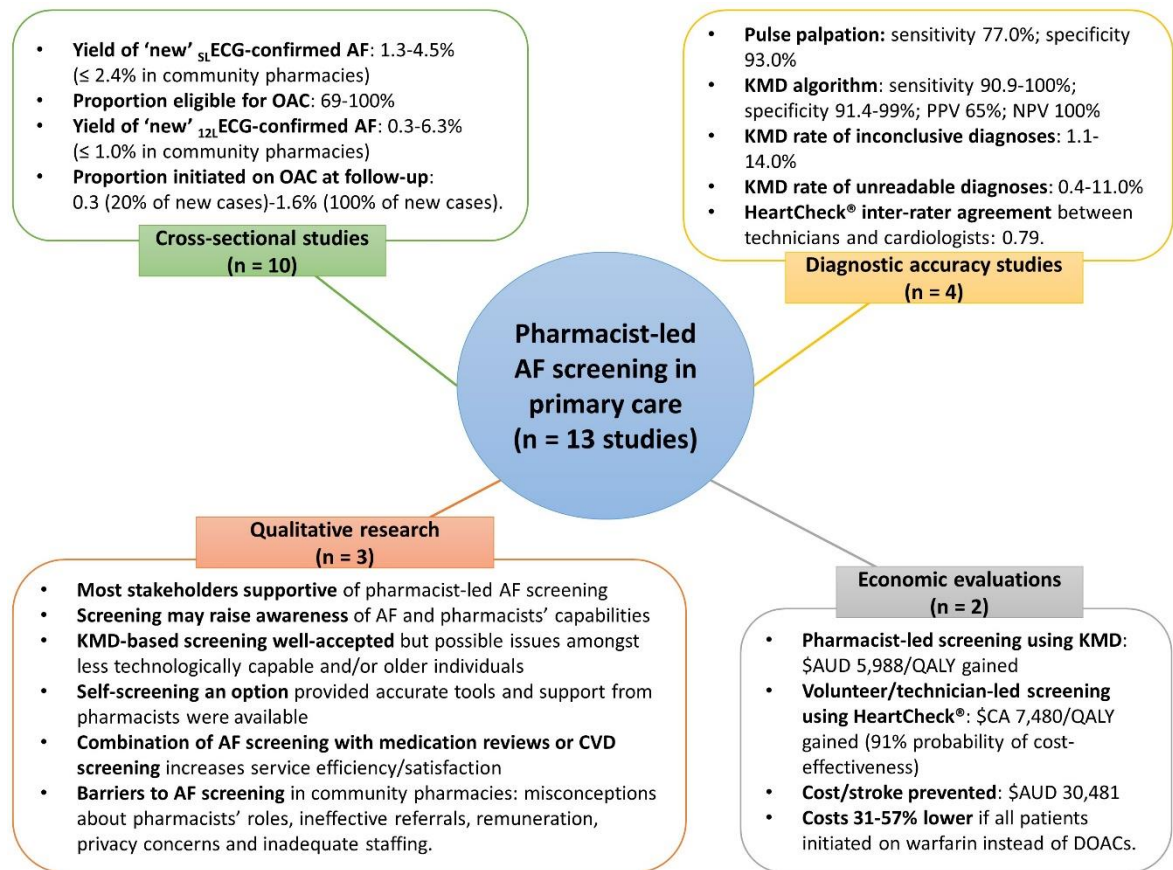 • Yield of ‘new’ SLECG-confirmed AF: 1.3-4.5%
(≤ 2.4% in community pharmacies)
• Proportion eligible for OAC: 69-100%
• Yield of ‘new’ 12LECG-confirmed AF: 0.3-6.3%
(≤ 1.0% in community pharmacies)
• Proportion initiated on OAC at follow-up:
0.3 (20% of new cases)-1.6% (100% of new cases).
Cross-sectional studies
(n = 10)
• Pulse palpation: sensitivity 77.0%; specificity
93.0%
• KMD algorithm: sensitivity 90.9-100%;
specificity 91.4-99%; PPV 65%; NPV 100%
• KMD rate of inconclusive diagnoses: 1.1-
14.0%
• KMD rate of unreadable diagnoses: 0.4-11.0%
• HeartCheck® inter-rater agreement between
technicians and cardiologists: 0.79.
Diagnostic accuracy studies
(n = 4)
Pharmacist-led
AF screening in
primary care
(n = 13 studies)
Qualitative research
(n = 3)
• Most stakeholders supportive of pharmacist-led AF screening
• Screening may raise awareness of AF and pharmacists’ capabilities
• KMD-based screening well-accepted but possible issues amongst
less technologically capable and/or older individuals
• Self-screening an option provided accurate tools and support from
pharmacists were available
• Combination of AF screening with medication reviews or CVD
screening increases service efficiency/satisfaction
• Barriers to AF screening in community pharmacies: misconceptions
about pharmacists’ roles, ineffective referrals, remuneration,
privacy concerns and inadequate staffing.
Economic evaluations
(n = 2)
• Pharmacist-led screening using KMD:
$AUD 5,988/QALY gained
• Volunteer/technician-led screening
using HeartCheck®: $CA 7,480/QALY
gained (91% probability of cost-
effectiveness)
• Cost/stroke prevented: $AUD 30,481
• Costs 31-57% lower if all patients
initiated on warfarin instead of DOACs.